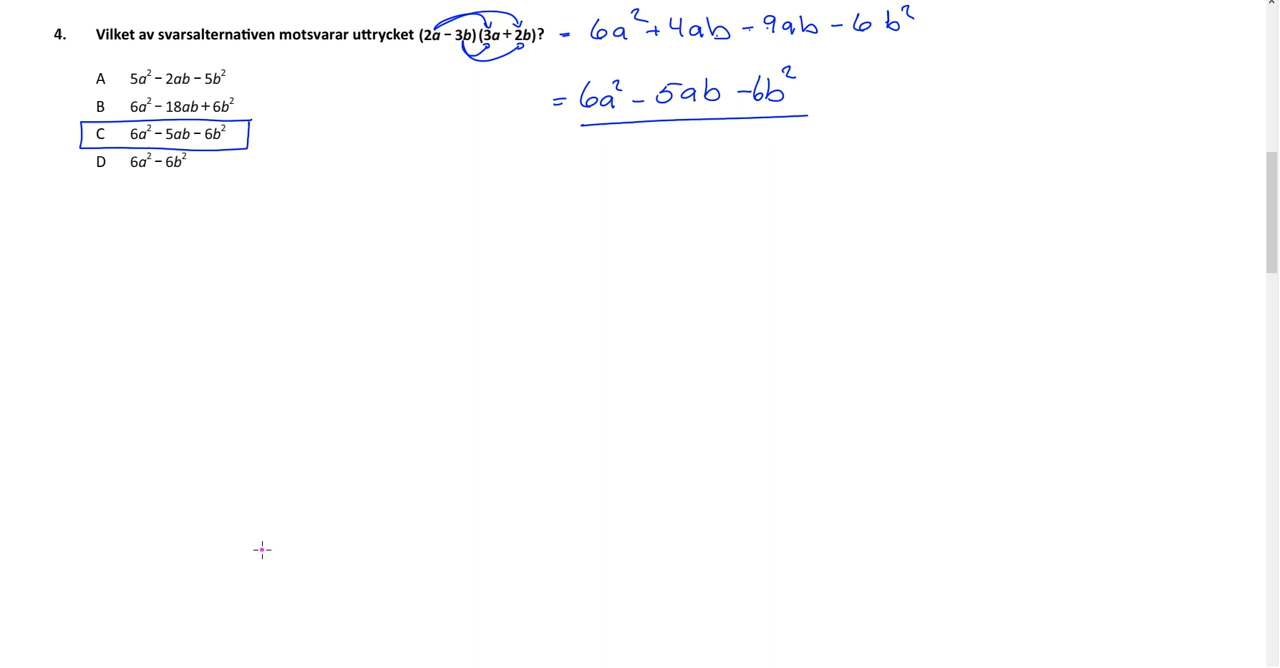 4. Vilket av svarsalternativen motsvarar uttrycket (2a – 3b)(3a + 2b)? = 6a² + 4ab – 9ab – 6b²
= 6a² – 5ab – 6b²
A 5a² – 2ab – 5b²
B 6a² – 18ab + 6b²
C 6a² – 5ab – 6b²
D 6a² – 6b²